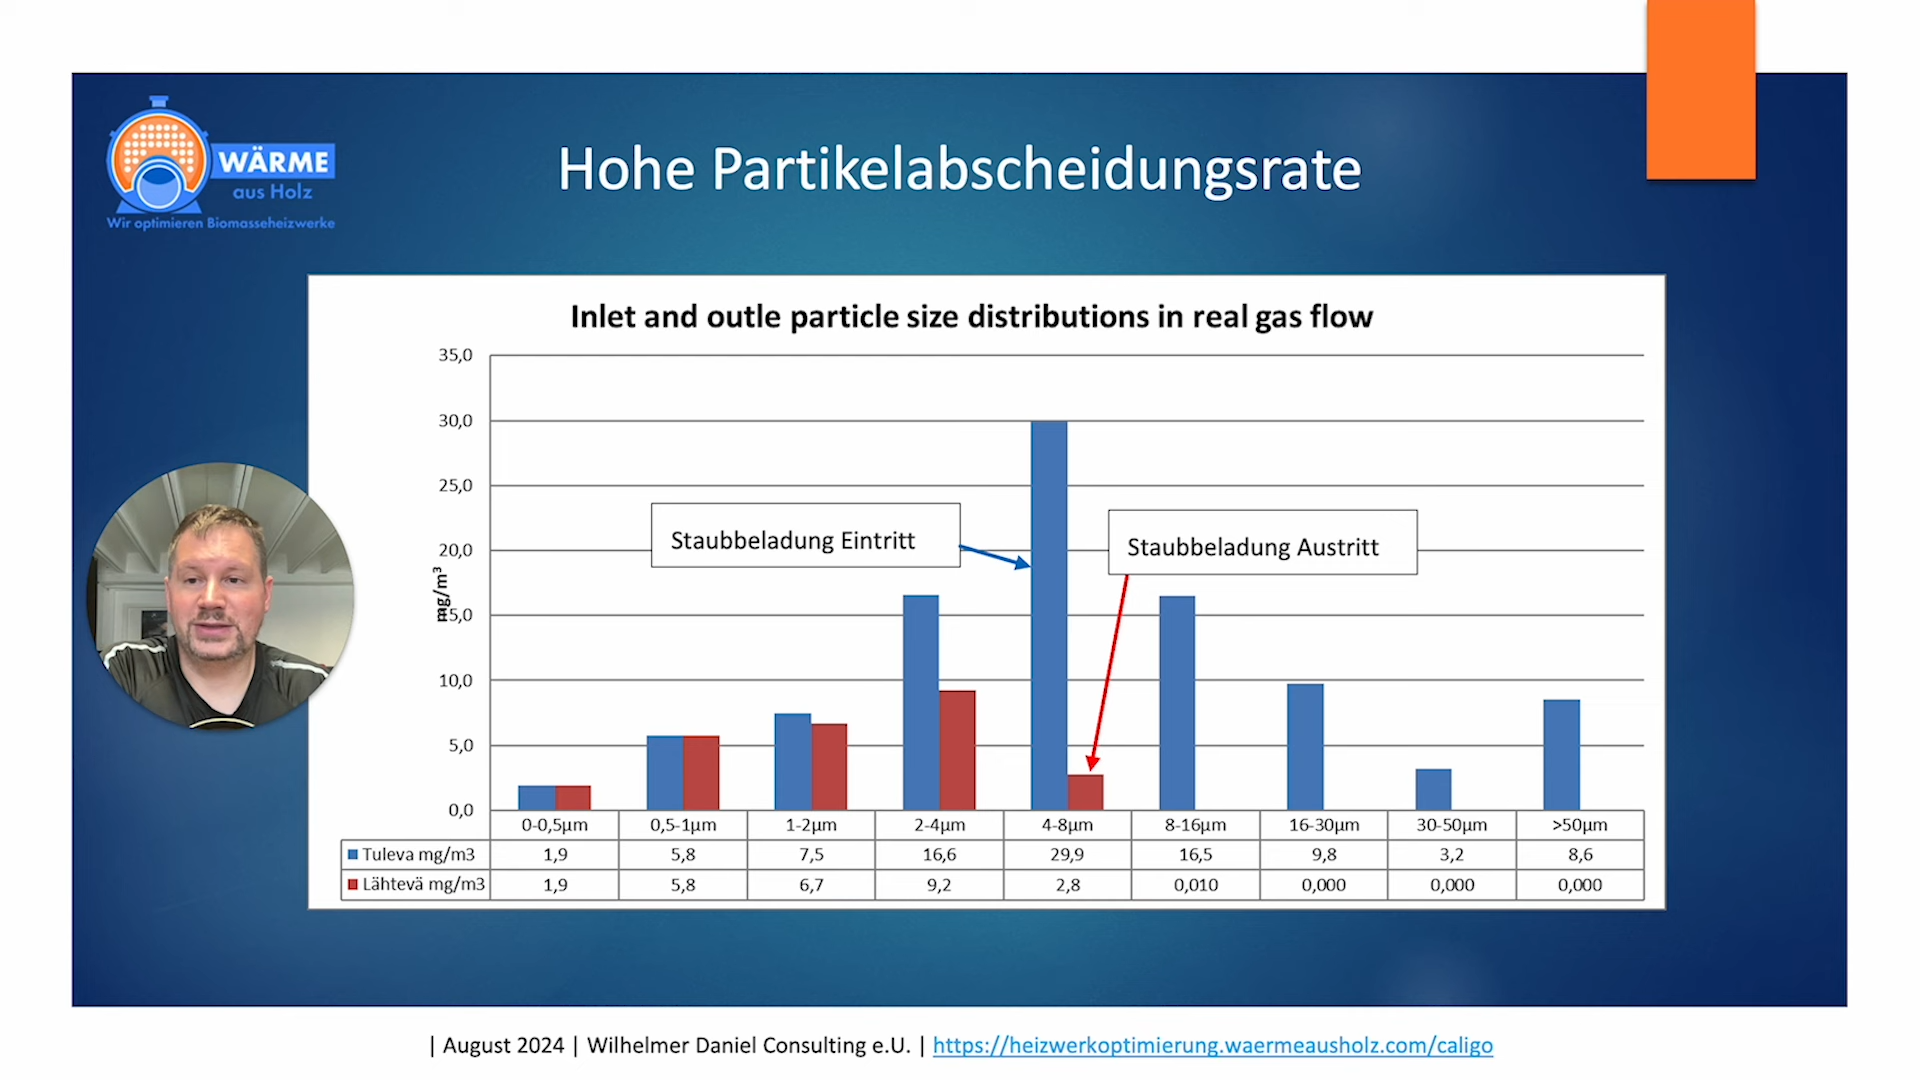 WÄRME
aus Holz
Wir optimieren Biomasseheizwerke
Hohe Partikelabscheidungsrate
Inlet and outle particle size distributions in real gas flow
35,0
30,0
25,0
20,0
15,0
10,0
5,0
0,0
mg/m³
Staubbeladung Eintritt
Staubbeladung Austritt
0-0,5µm 0,5-1µm 1-2µm 2-4µm 4-8µm 8-16µm 16-30µm 30-50µm >50µm
Tuleva mg/m3 1,9 5,8 7,5 16,6 29,9 16,5 9,8 3,2 8,6
Lähtevä mg/m3 1,9 5,8 6,7 9,2 2,8 0,010 0,000 0,000 0,000
| August 2024 | Wilhelmer Daniel Consulting e.U. | https://heizwerkoptimierung.waermeausholz.com/caligo